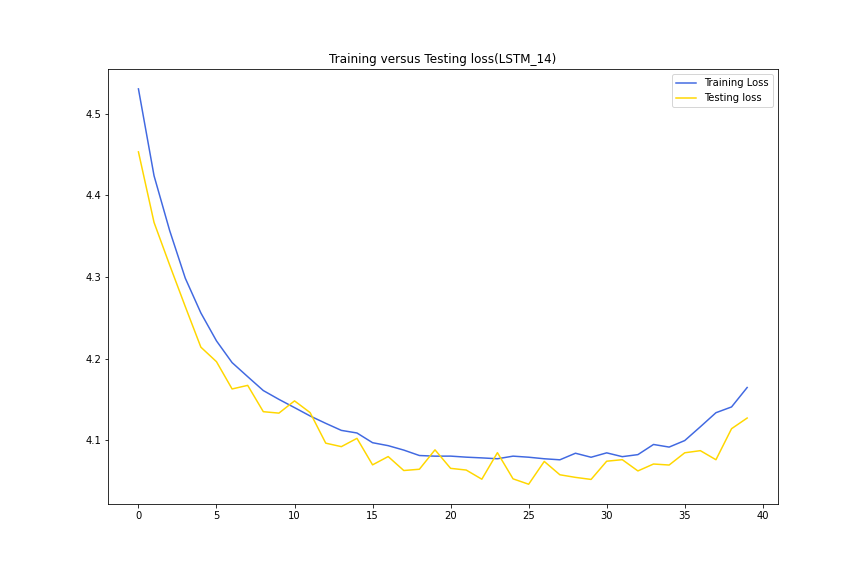 Training versus Testing loss(LSTM_14)
Training Loss
Testing loss
4.5
4.4
4.3
4.2
4.1
0 5 10 15 20 25 30 35 40